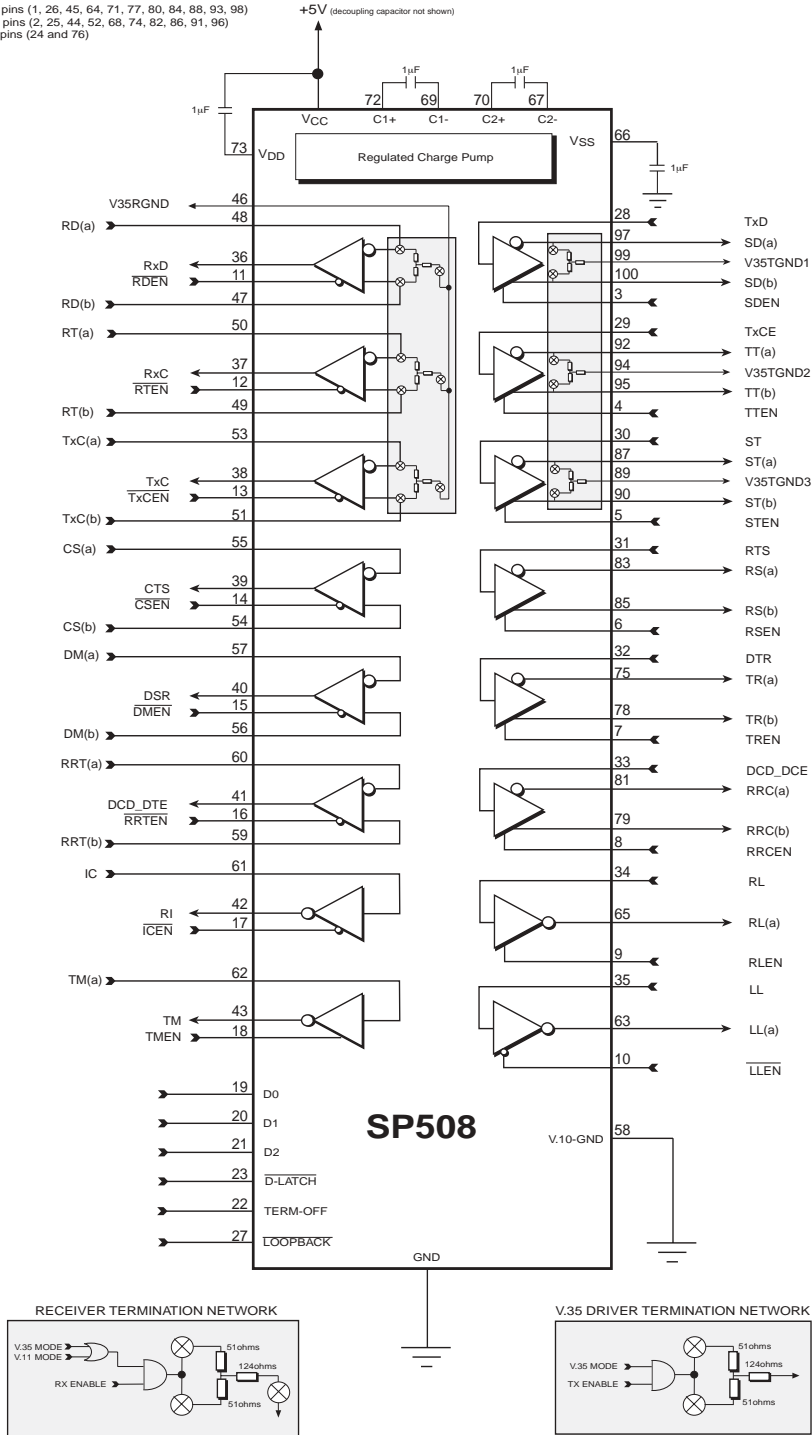 pins (1, 26, 45, 64, 71, 77, 80, 84, 88, 93, 98)
pins (2, 25, 44, 52, 68, 74, 82, 86, 91, 96)
pins (24 and 76)
+5V (decoupling capacitor not shown)
1μF 1μF
1μF
72 69 70 67
VCC C1+ C1- C2+ C2-
73 VDD
VSS 66
Regulated Charge Pump
1μF
V35RGND 46
RD(a) 48
RxD 36
RDEN 11
RD(b) 47
RT(a) 50
RxC 37
RTEN 12
RT(b) 49
TxC(a) 53
TxC 38
TxCEN 13
TxC(b) 51
CS(a) 55
CTS 39
CSEN 14
CS(b) 54
DM(a) 57
DSR 40
DMEN 15
DM(b) 56
RRT(a) 60
DCD_DTE 41
RRTEN 16
RRT(b) 59
IC 61
RI 42
ICEN 17
TM(a) 62
TM 43
TMEN 18
19 D0
20 D1
21 D2
23 D-LATCH
22 TERM-OFF
27 LOOPBACK
28 TxD
97 SD(a)
99 V35TGND1
100 SD(b)
3 SDEN
29 TxCE
92 TT(a)
94 V35TGND2
95 TT(b)
4 TTEN
30 ST
87 ST(a)
89 V35TGND3
90 ST(b)
5 STEN
31 RTS
83 RS(a)
85 RS(b)
6 RSEN
32 DTR
75 TR(a)
78 TR(b)
7 TREN
33 DCD_DCE
81 RRC(a)
79 RRC(b)
8 RRCEN
34 RL
65 RL(a)
9 RLEN
35 LL
63 LL(a)
10 LLEN
SP508
V.10-GND 58
GND
RECEIVER TERMINATION NETWORK
V.35 MODE
V.11 MODE
RX ENABLE
51ohms
124ohms
51ohms
V.35 DRIVER TERMINATION NETWORK
V.35 MODE
TX ENABLE
51ohms
124ohms
51ohms